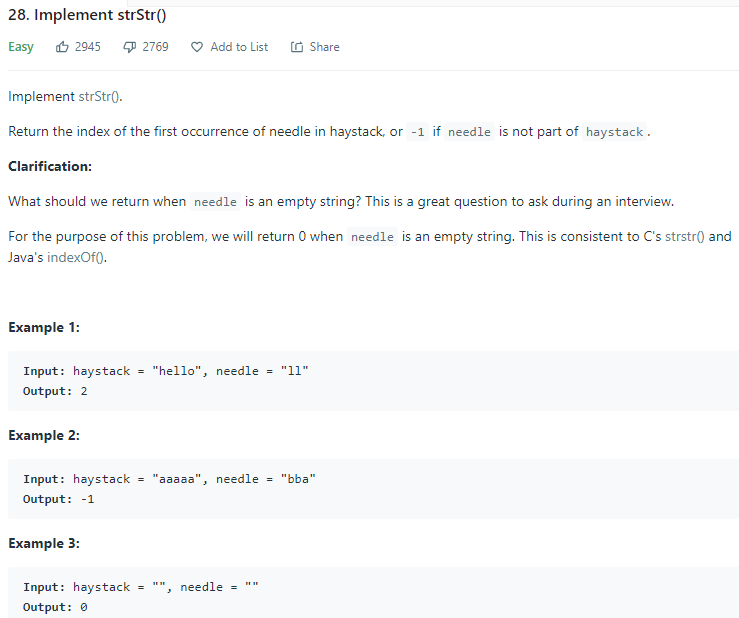 28. Implement strStr()
Easy 2945 2769 Add to List Share
Implement strStr().
Return the index of the first occurrence of needle in haystack, or -1 if needle is not part of haystack.
Clarification:
What should we return when needle is an empty string? This is a great question to ask during an interview.
For the purpose of this problem, we will return 0 when needle is an empty string. This is consistent to C's strstr() and
Java's indexOf().
Example 1:
Input: haystack = "hello", needle = "ll"
Output: 2
Example 2:
Input: haystack = "aaaaa", needle = "bba"
Output: -1
Example 3:
Input: haystack = "", needle = ""
Output: 0